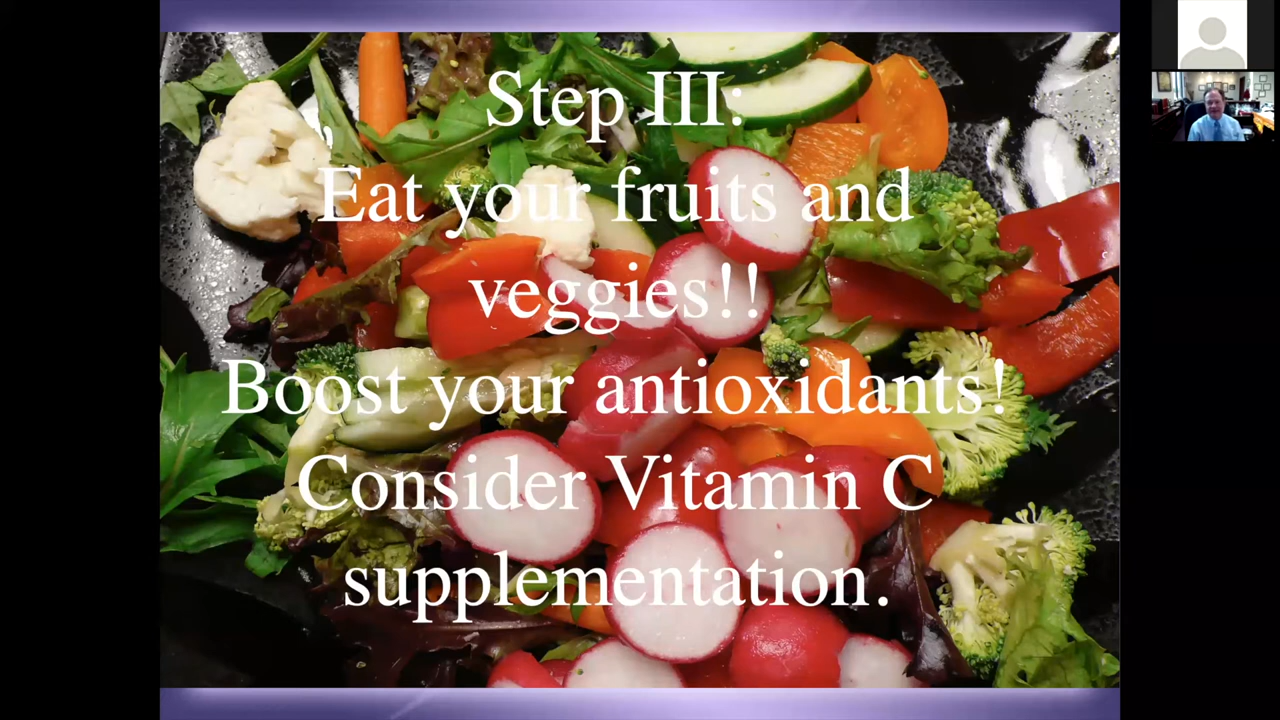 Step III:
Eat your fruits and
veggies!!
Boost your antioxidants!
Consider Vitamin C
supplementation.